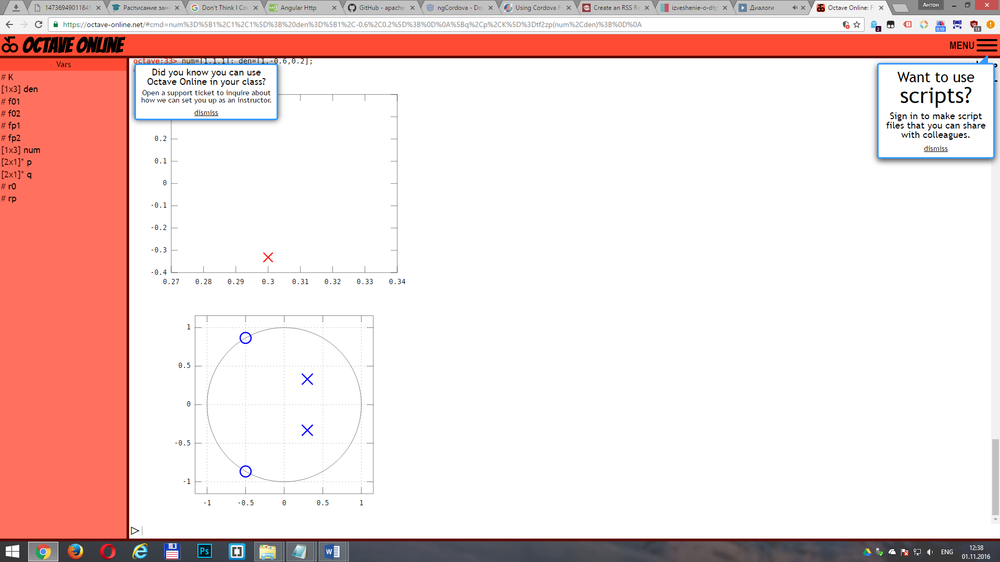 14736949011845
Расписание заня
Don't Think I Cou
Angular Http
GitHub - apache
ngCordova - Do
Using Cordova F
Create an RSS Re
izveshenie-o-dtp
Диалоги
Octave Online: F
Антон
https://octave-online.net/#cmd=num%3D%5B1%2C1%2C1%5D%3B%20den%3D%5B1%2C-0.6%2C0.2%5D%3B%0D%0A%5Bq%2Cp%2CK%5D%3Dtf2zp(num%2Cden)%3B%0D%0A
2
0:10
13
OCTAVE ONLINE
MENU
Vars
# K
[1x3] den
# f01
# f02
# fp1
# fp2
[1x3] num
[2x1]* p
[2x1]* q
# r0
# rp
octave:33> num=[1,1,1]; den=[1,-0.6,0.2];
Did you know you can use
Octave Online in your class?
Open a support ticket to inquire about
how we can set you up as an instructor.
dismiss
Want to use
scripts?
Sign in to make script
files that you can share
with colleagues.
dismiss
0.2
0.1
0
-0.1
-0.2
-0.3
-0.4
0.27 0.28 0.29 0.3 0.31 0.32 0.33 0.34
1
0.5
0
-0.5
-1
-1 -0.5 0 0.5 1
Ps
W
ENG
12:38
01.11.2016